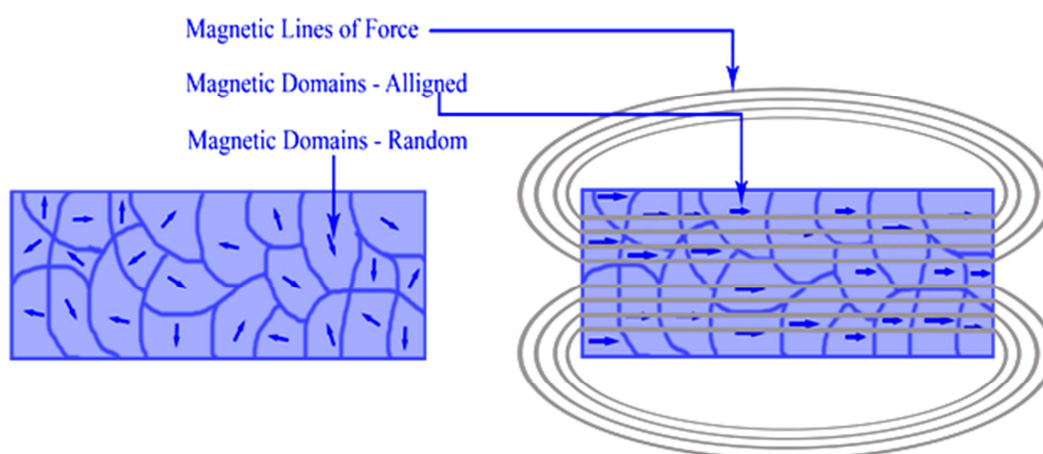 Magnetic Lines of Force
Magnetic Domains - Alligned
Magnetic Domains - Random